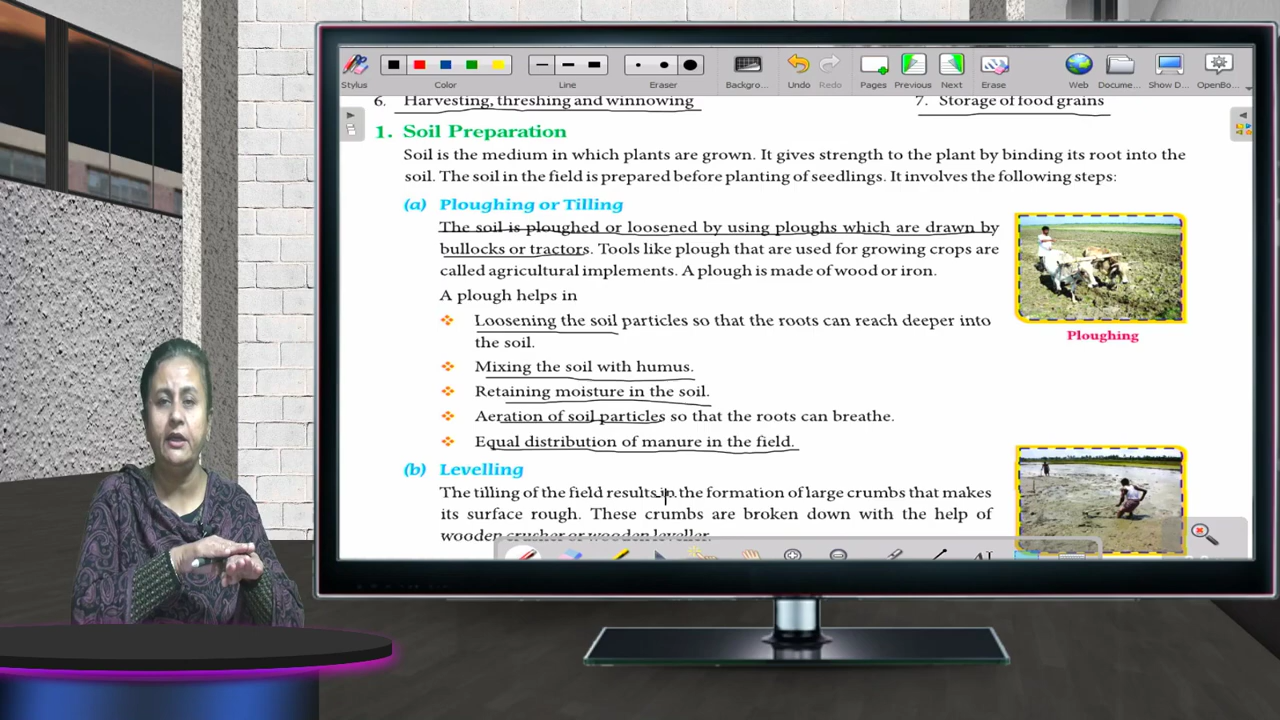 Stylus
Color
Line
Eraser
Backgro...
Undo
Redo
Pages
Previous
Next
Erase
Web
Docume...
Show D...
OpenBo...
6. Harvesting, threshing and winnowing
7. Storage of food grains
1. Soil Preparation
Soil is the medium in which plants are grown. It gives strength to the plant by binding its root into the
soil. The soil in the field is prepared before planting of seedlings. It involves the following steps:
(a) Ploughing or Tilling
The soil is ploughed or loosened by using ploughs which are drawn by
bullocks or tractors. Tools like plough that are used for growing crops are
called agricultural implements. A plough is made of wood or iron.
A plough helps in
Loosening the soil particles so that the roots can reach deeper into
the soil.
Ploughing
Mixing the soil with humus.
Retaining moisture in the soil.
Aeration of soil particles so that the roots can breathe.
Equal distribution of manure in the field.
(b) Levelling
The tilling of the field results in the formation of large crumbs that makes
its surface rough. These crumbs are broken down with the help of
wooden crusher or wooden leveller.